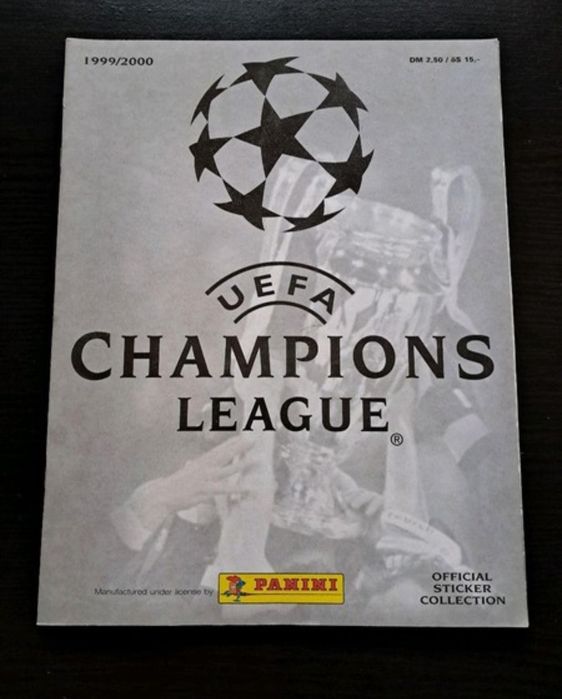 1999/2000
DM 2,50 / öS 15,-
UEFA
CHAMPIONS
LEAGUE
®
Manufactured under license by
PANINI
OFFICIAL
STICKER
COLLECTION